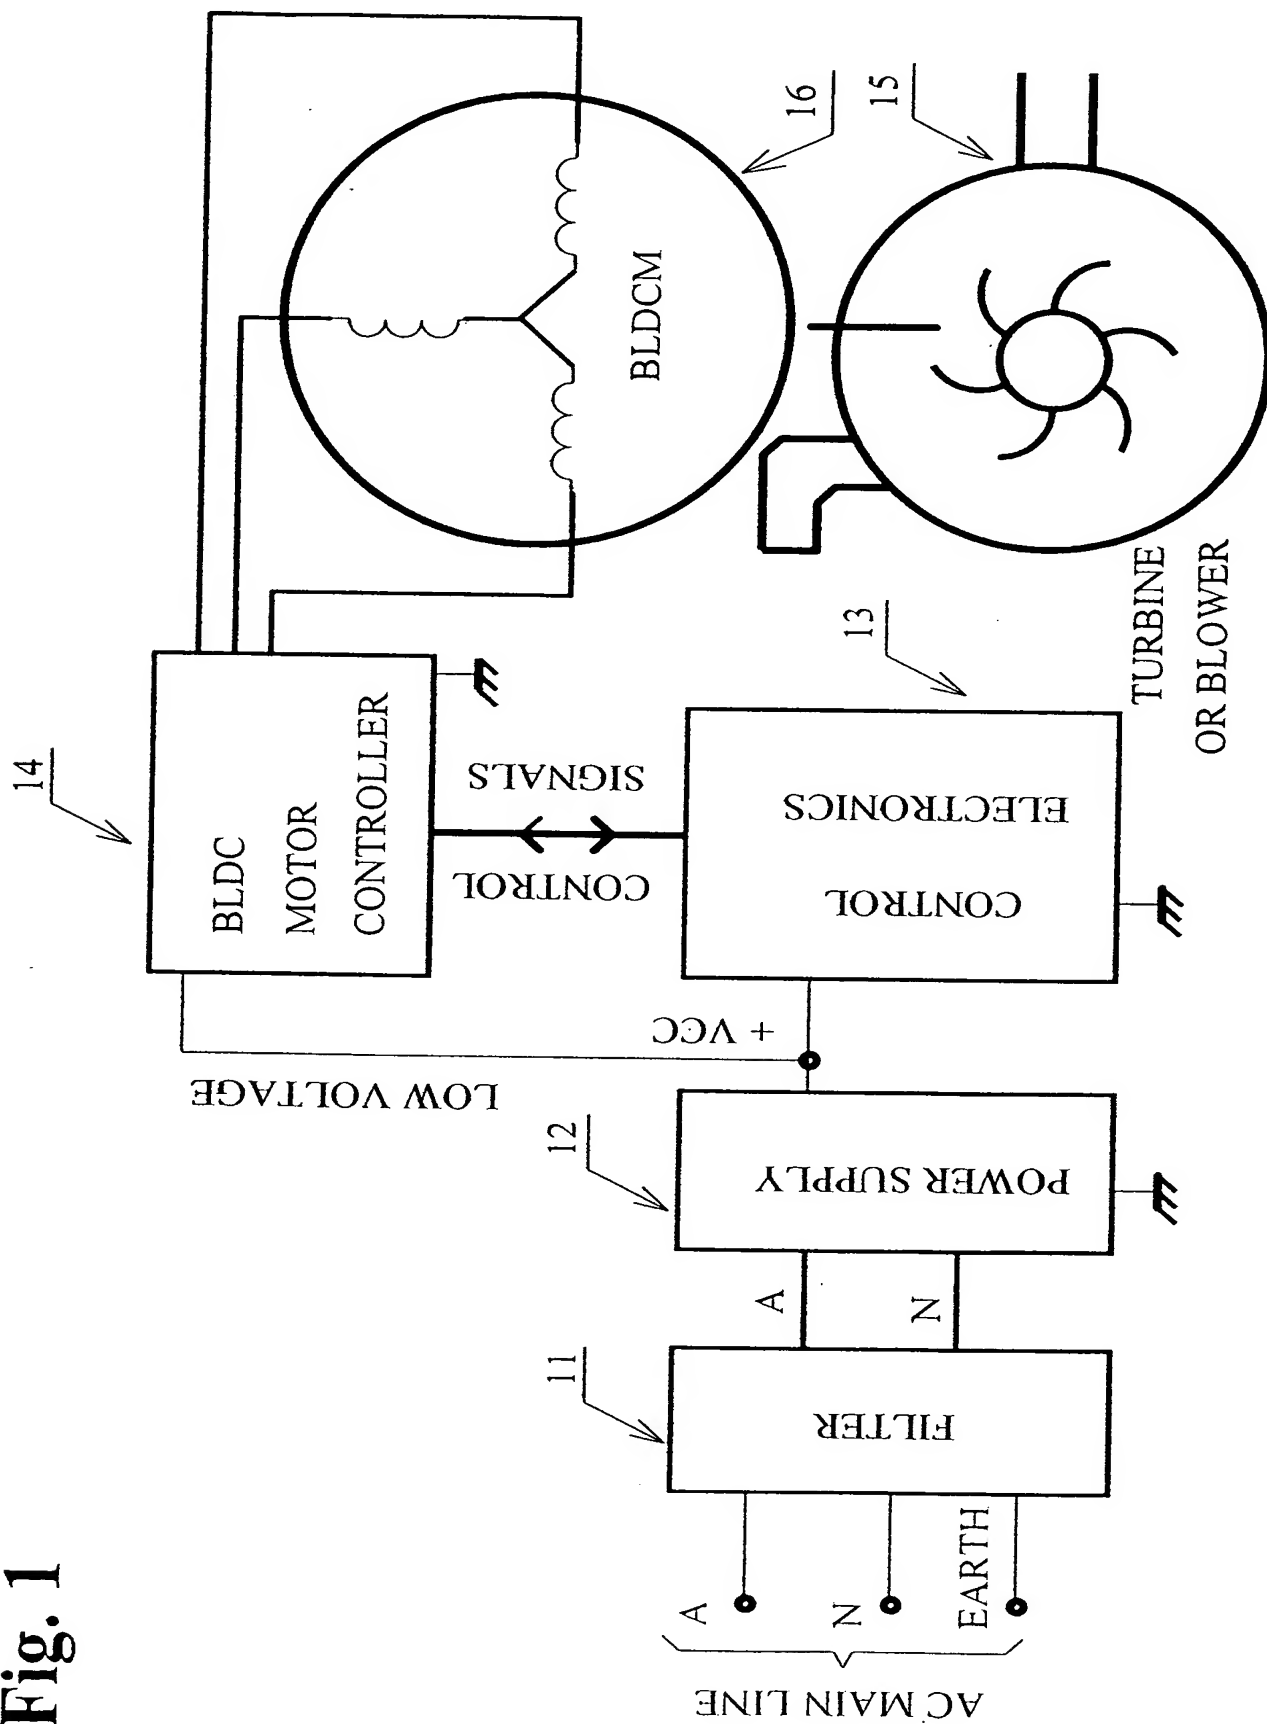 Fig. 1
14
BLDC
MOTOR
CONTROLLER
LOW VOLTAGE
+ VCC
CONTROL
SIGNALS
16
BLDCM
15
TURBINE
OR BLOWER
13
CONTROL
ELECTRONICS
12
POWER SUPPLY
A
N
11
FILTER
A
N
EARTH
AC MAIN LINE